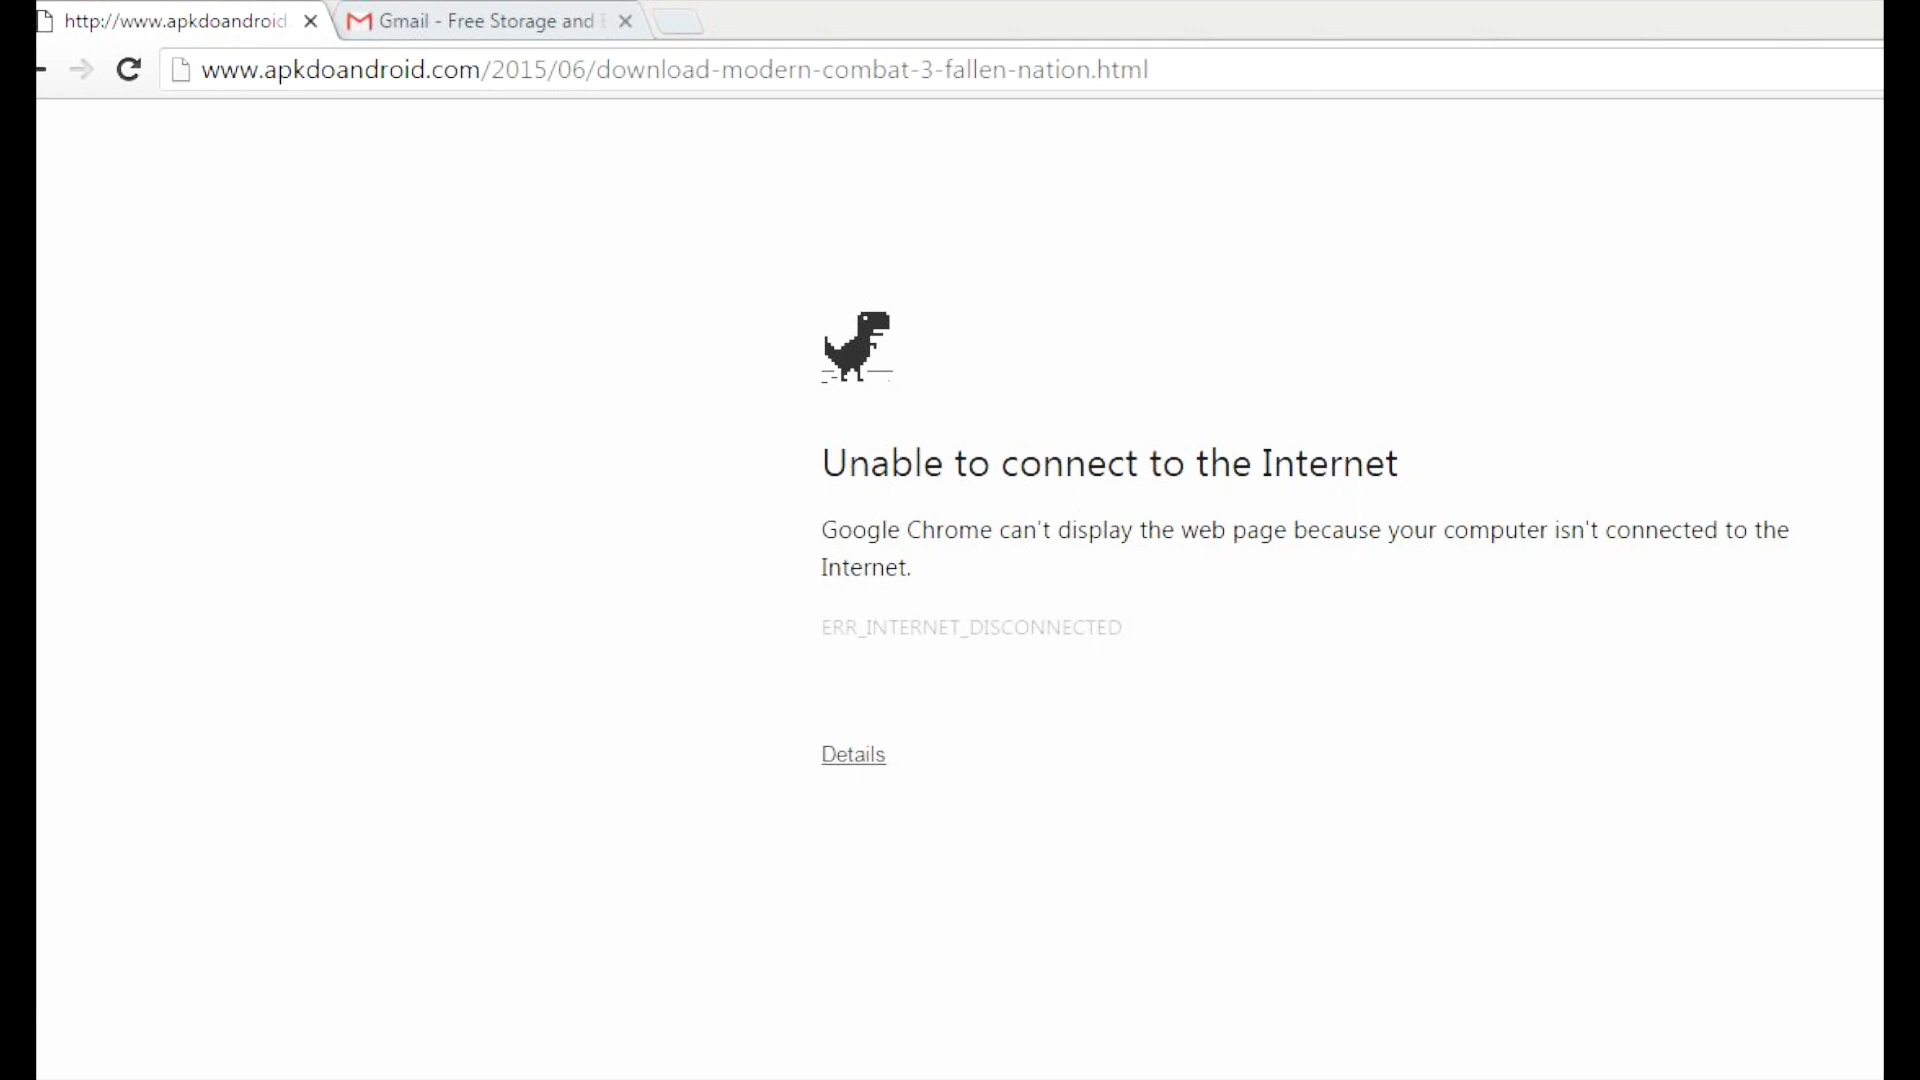 http://www.apkdoandroid
Gmail - Free Storage and
www.apkdoandroid.com/2015/06/download-modern-combat-3-fallen-nation.html
Unable to connect to the Internet
Google Chrome can't display the web page because your computer isn't connected to the
Internet.
ERR_INTERNET_DISCONNECTED
Details